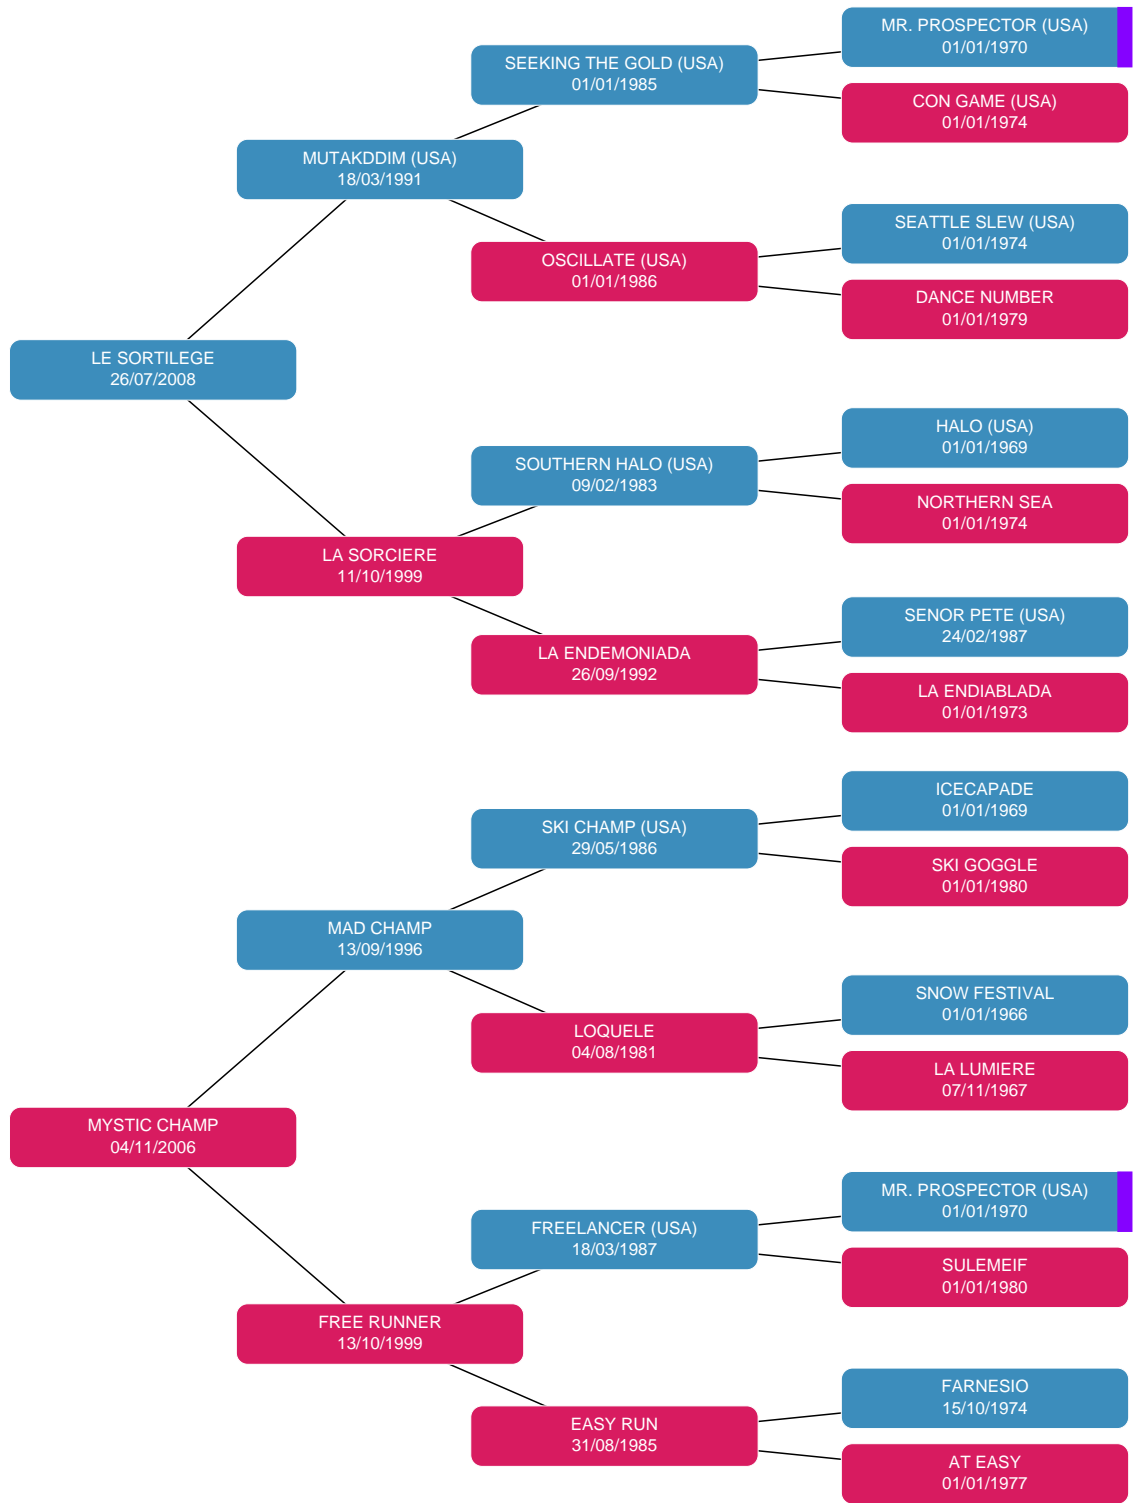 MR. PROSPECTOR (USA)
01/01/1970
SEEKING THE GOLD (USA)
01/01/1985
CON GAME (USA)
01/01/1974
MUTAKDDIM (USA)
18/03/1991
SEATTLE SLEW (USA)
01/01/1974
OSCILLATE (USA)
01/01/1986
DANCE NUMBER
01/01/1979
LE SORTILEGE
26/07/2008
HALO (USA)
01/01/1969
SOUTHERN HALO (USA)
09/02/1983
NORTHERN SEA
01/01/1974
LA SORCIERE
11/10/1999
SENOR PETE (USA)
24/02/1987
LA ENDEMONIADA
26/09/1992
LA ENDIABLADA
01/01/1973
ICECAPADE
01/01/1969
SKI CHAMP (USA)
29/05/1986
SKI GOGGLE
01/01/1980
MAD CHAMP
13/09/1996
SNOW FESTIVAL
01/01/1966
LOQUELE
04/08/1981
LA LUMIERE
07/11/1967
MYSTIC CHAMP
04/11/2006
MR. PROSPECTOR (USA)
01/01/1970
FREELANCER (USA)
18/03/1987
SULEMEIF
01/01/1980
FREE RUNNER
13/10/1999
FARNESIO
15/10/1974
EASY RUN
31/08/1985
AT EASY
01/01/1977